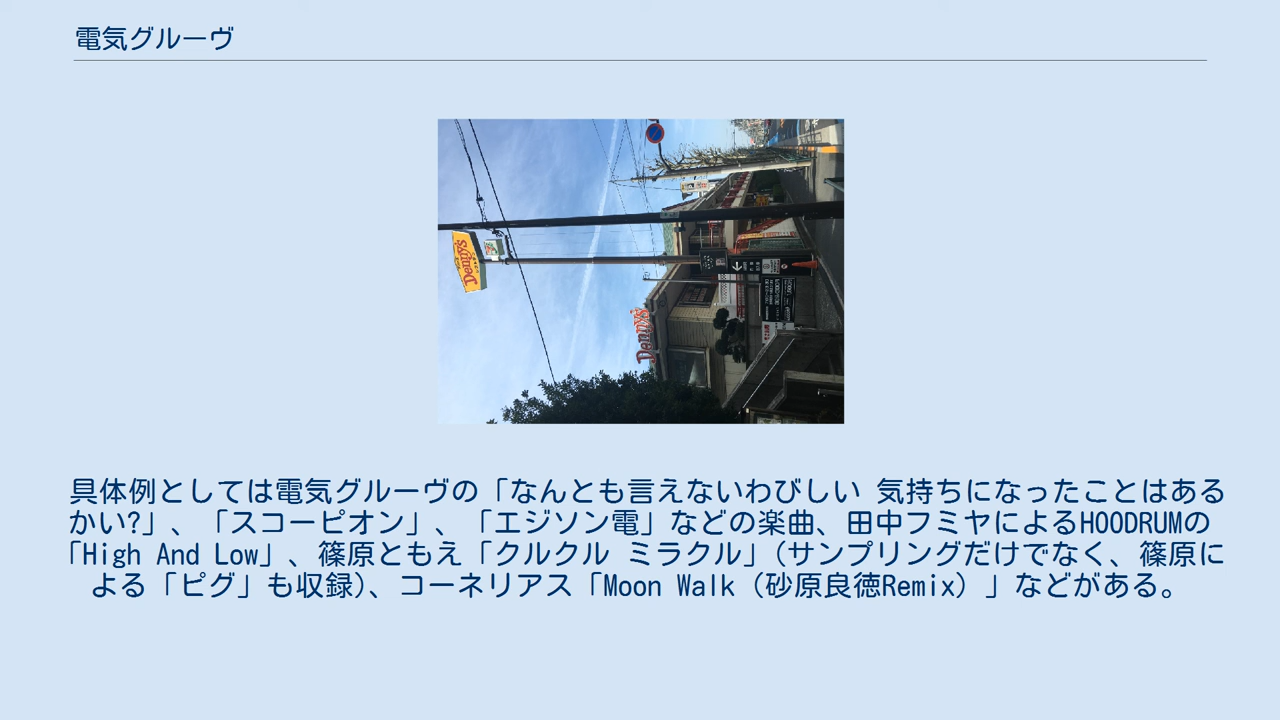 電気グルーヴ
Denny's
Denny's
具体例としては電気グルーヴの「なんとも言えないわびしい 気持ちになったことはある
かい?」、「スコーピオン」、「エジソン電」などの楽曲、田中フミヤによるHOODRUMの
「High And Low」、篠原ともえ「クルクル ミラクル」(サンプリングだけでなく、篠原に
よる「ピグ」も収録)、コーネリアス「Moon Walk（砂原良徳Remix）」などがある。